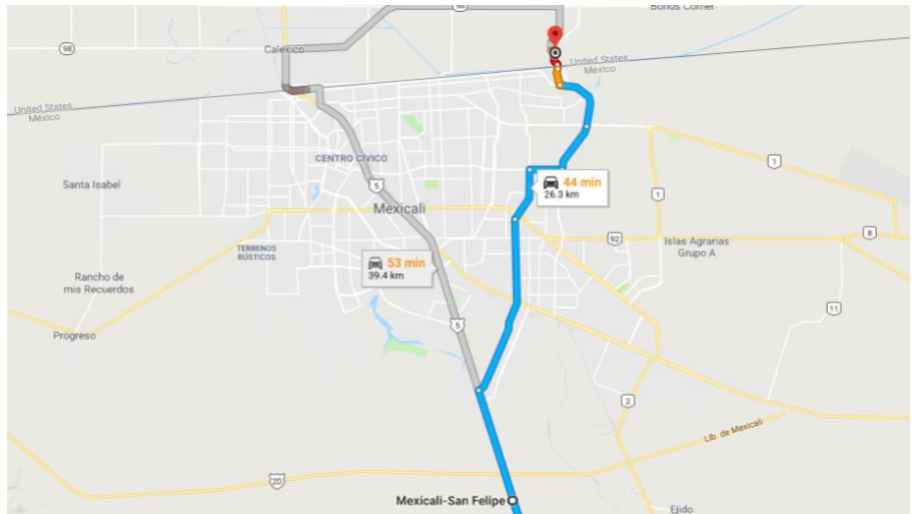 98
Bonds Corner
98
Calexico
United States
México
United States
México
CENTRO CÍVICO
1
Santa Isabel
5
44 min
26.3 km
1
Mexicali
8
92
Islas Agrarias
Grupo A
TERRENOS
RÚSTICOS
53 min
39.4 km
Rancho de
mis Recuerdos
11
5
Progreso
2
Lib. de Mexicali
20
Mexicali-San Felipe
Ejido